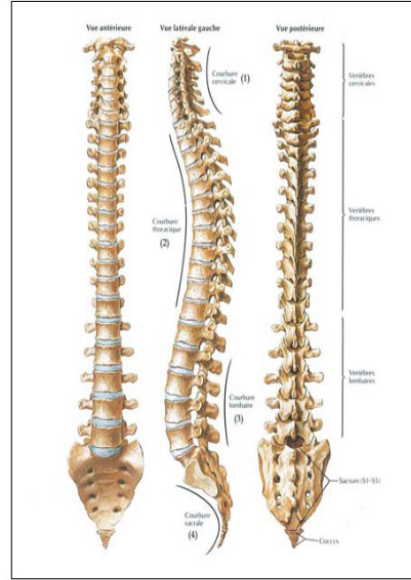 Vue antérieure
Vue latérale gauche
Vue postérieure
Courbure
cervicale (1)
Vertèbres
cervicales
Courbure
thoracique
(2)
Vertèbres
thoraciques
Courbure
lombaire
(3)
Vertèbres
lombaires
Sacrum (S1-S5)
Courbure
sacrale
(4)
Coccyx